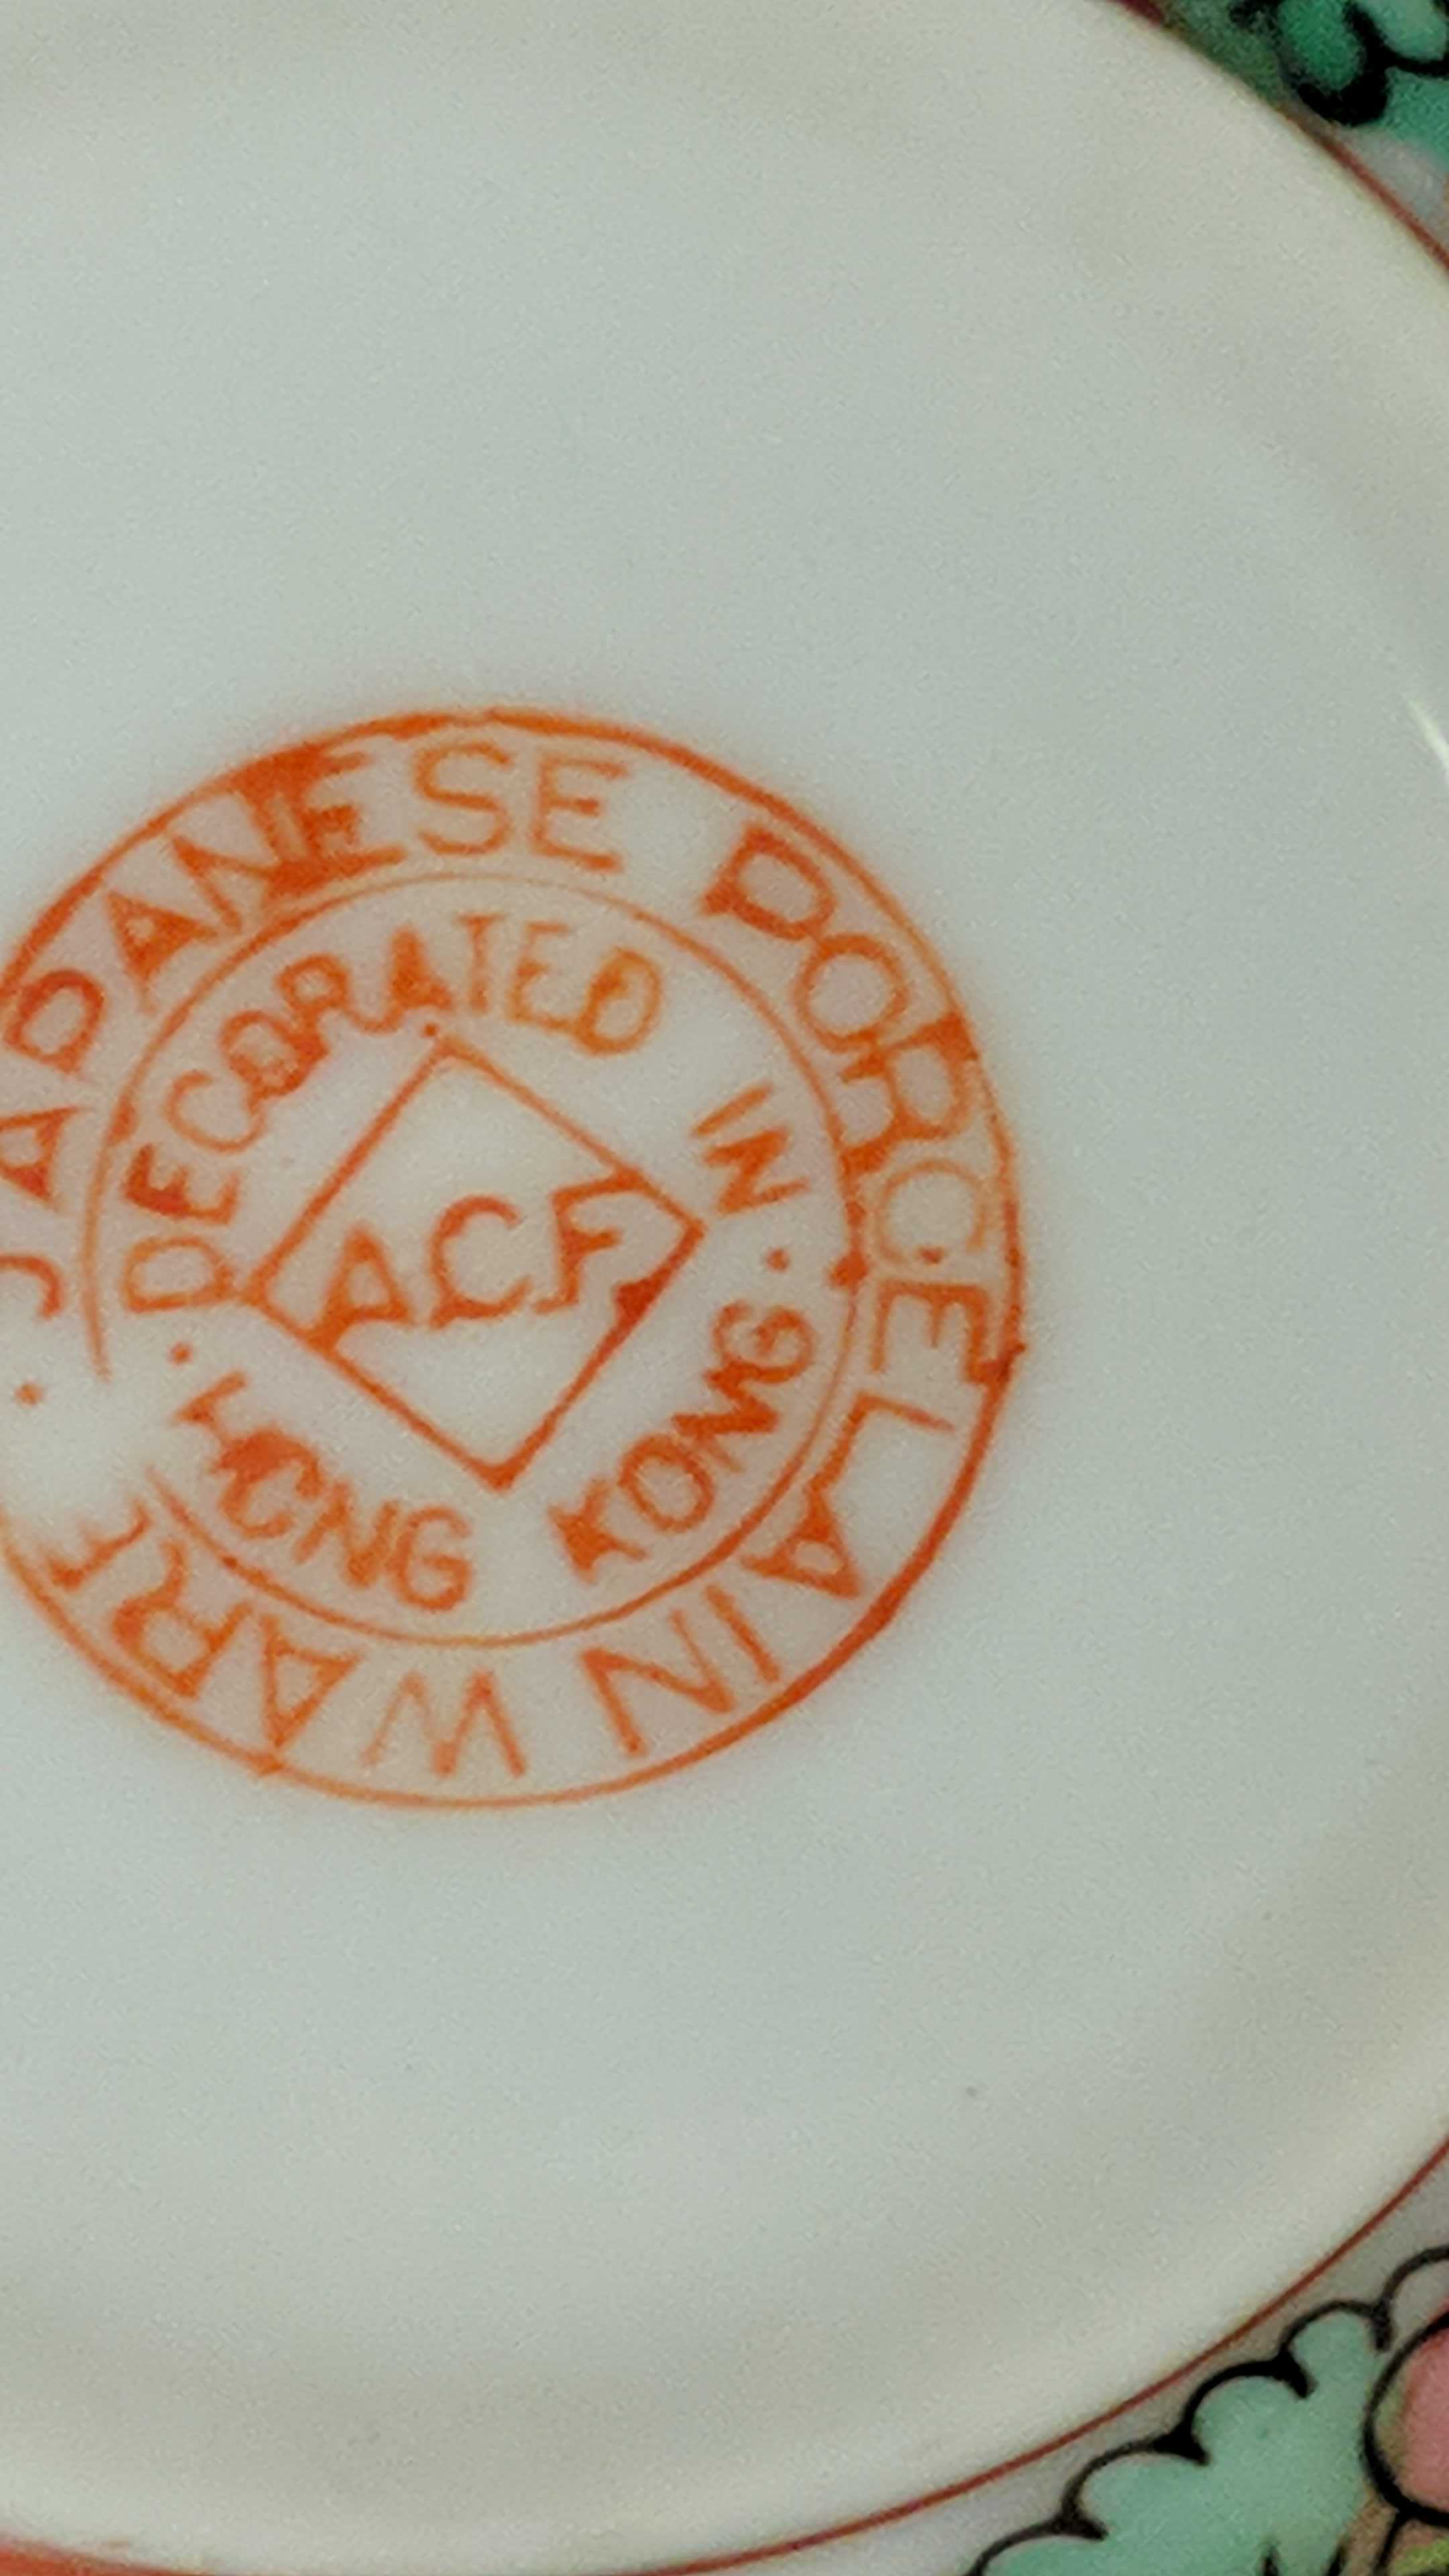 · JAPANESE PORCELAIN WARE
· DECORATED IN ·
HONG KONG
ACF